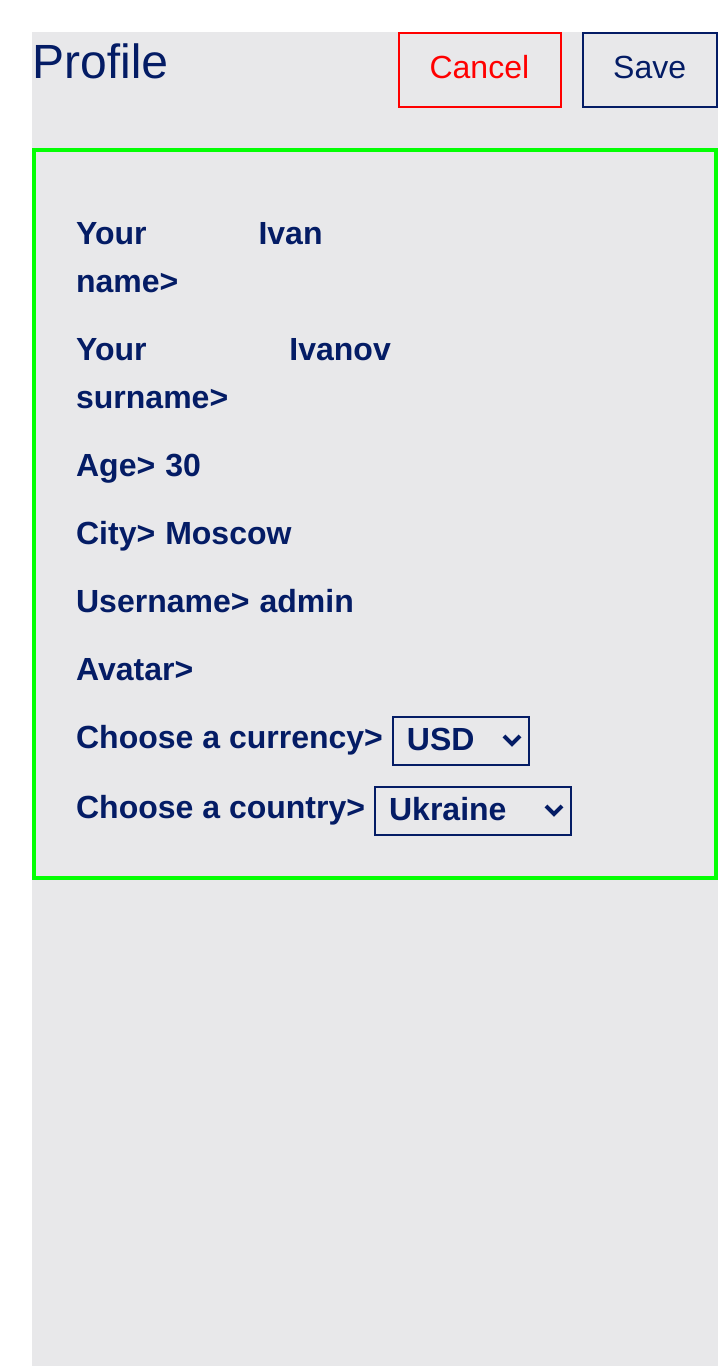 Profile
Cancel
Save
Your Ivan
name>
Your Ivanov
surname>
Age> 30
City> Moscow
Username> admin
Avatar>
Choose a currency> USD
Choose a country> Ukraine